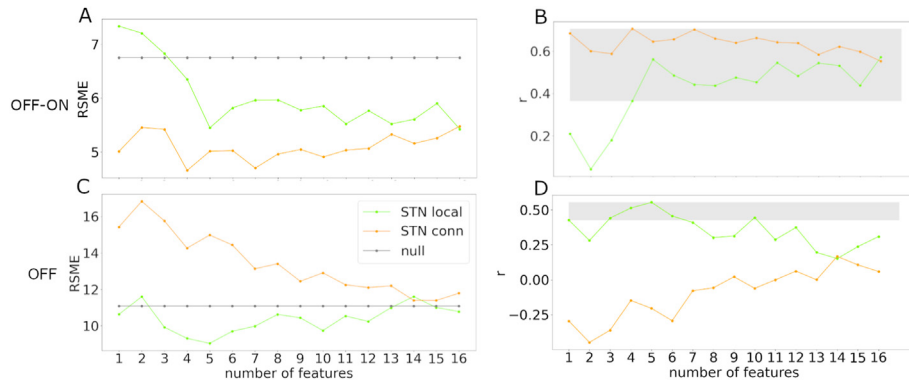 A
B
7
6
5
RSME
OFF-ON
0.6
0.4
0.2
r
C
D
16
14
12
10
RSME
OFF
STN local
STN conn
null
0.50
0.25
0.00
−0.25
r
1 2 3 4 5 6 7 8 9 10 11 12 13 14 15 16
number of features
1 2 3 4 5 6 7 8 9 10 11 12 13 14 15 16
number of features